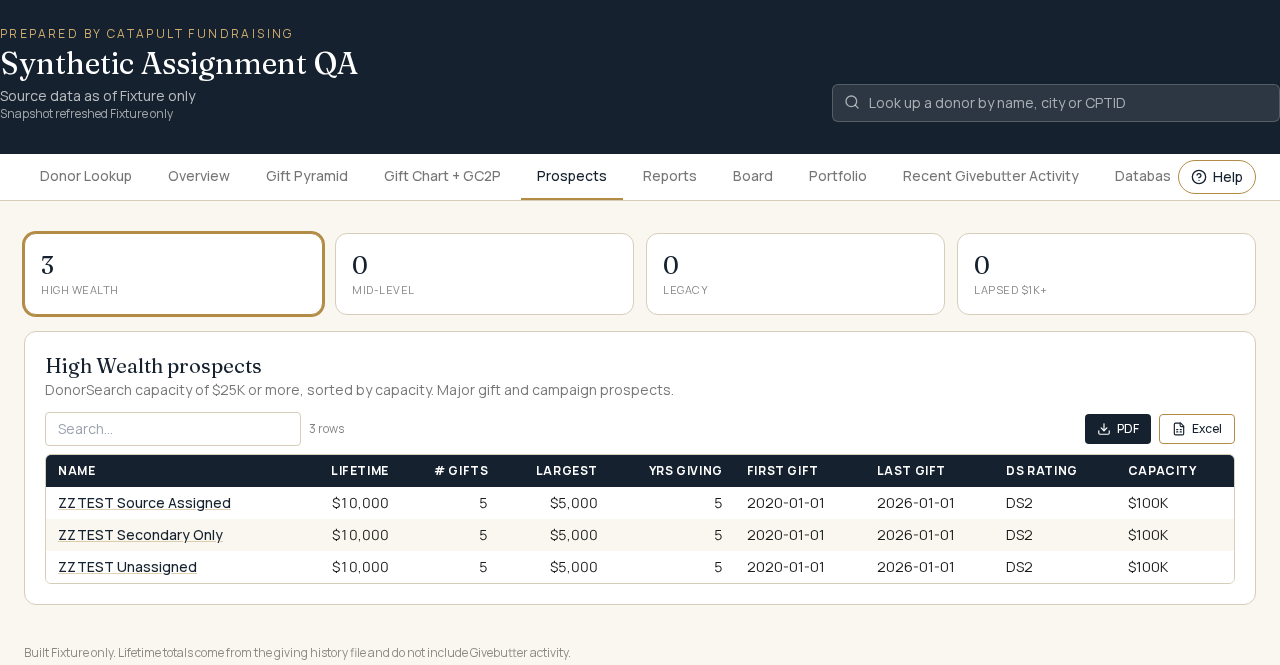 PREPARED BY CATAPULT FUNDRAISING
Synthetic Assignment QA
Source data as of Fixture only
Snapshot refreshed Fixture only
Look up a donor by name, city or CPTID
Donor Lookup Overview Gift Pyramid Gift Chart + GC2P Prospects Reports Board Portfolio Recent Givebutter Activity Databas Help
3 0 0 0
HIGH WEALTH MID-LEVEL LEGACY LAPSED $1K+
High Wealth prospects
DonorSearch capacity of $25K or more, sorted by capacity. Major gift and campaign prospects.
Search... 3 rows PDF Excel
NAME LIFETIME # GIFTS LARGEST YRS GIVING FIRST GIFT LAST GIFT DS RATING CAPACITY
ZZTEST Source Assigned $10,000 5 $5,000 5 2020-01-01 2026-01-01 DS2 $100K
ZZTEST Secondary Only $10,000 5 $5,000 5 2020-01-01 2026-01-01 DS2 $100K
ZZTEST Unassigned $10,000 5 $5,000 5 2020-01-01 2026-01-01 DS2 $100K
Built Fixture only. Lifetime totals come from the giving history file and do not include Givebutter activity.